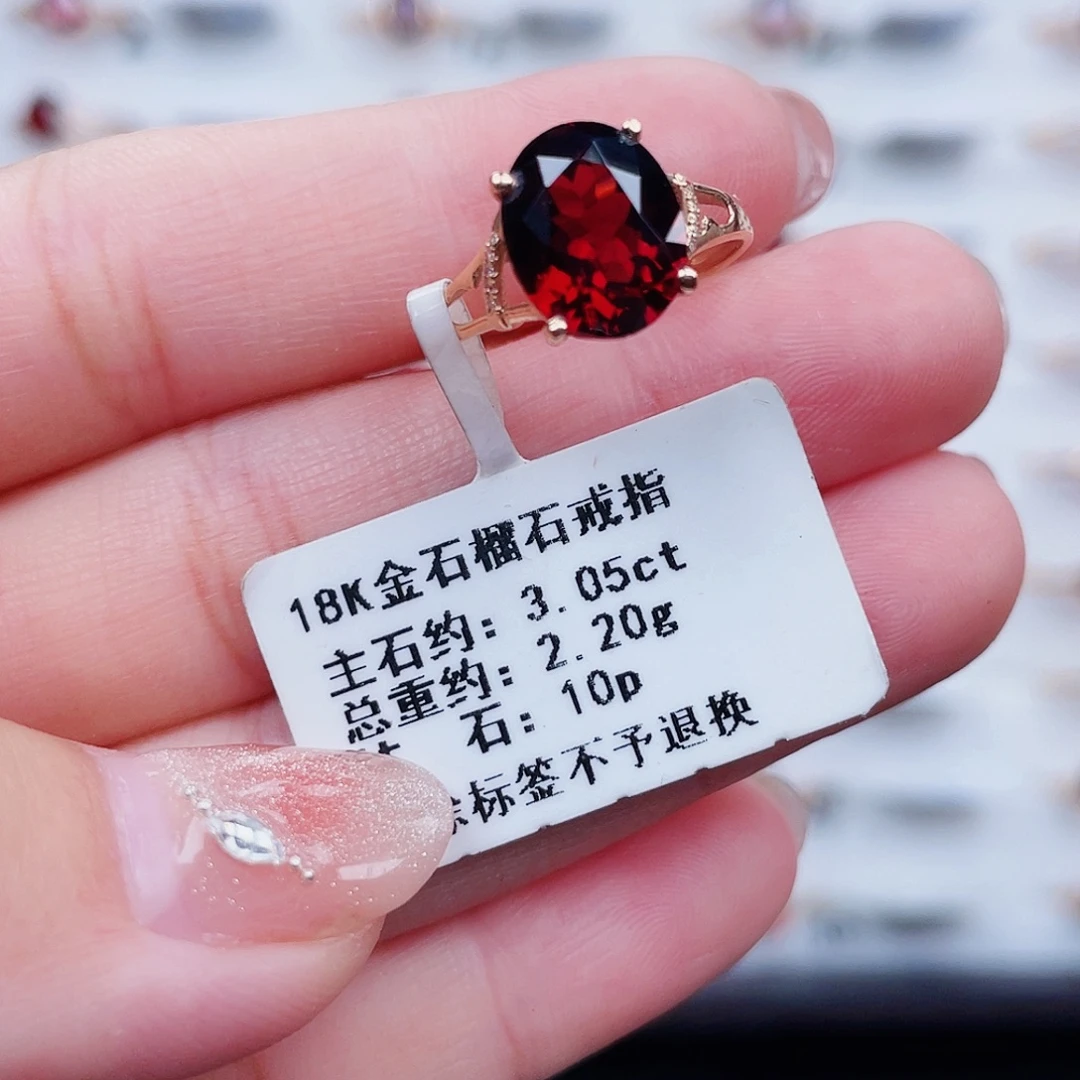 18K金石榴石戒指
主石约: 3.05ct
总重约: 2.20g
石: 10p
标签不予退换